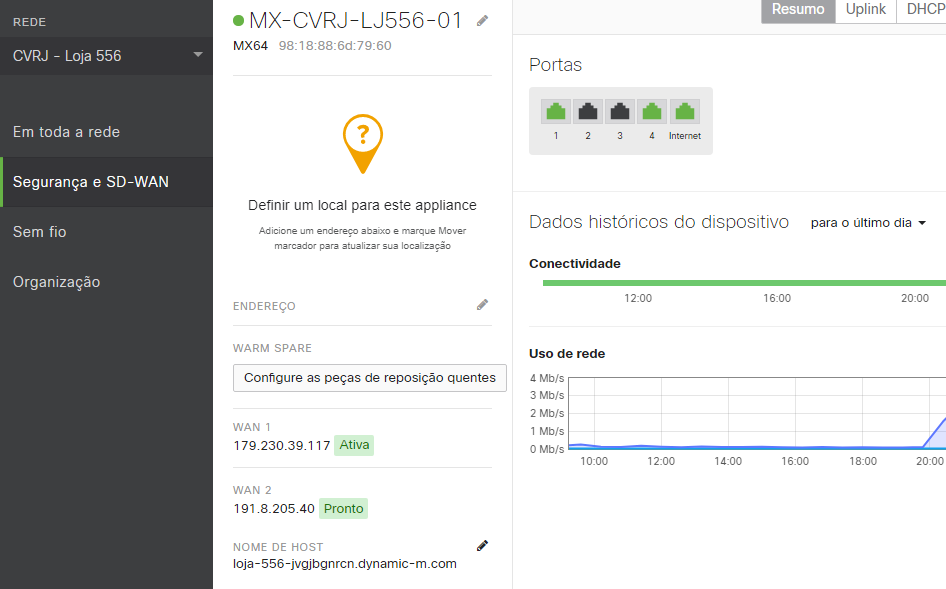 REDE
CVRJ - Loja 556
Em toda a rede
Segurança e SD-WAN
Sem fio
Organização
MX-CVRJ-LJ556-01
MX64 98:18:88:6d:79:60
?
Definir um local para este appliance
Adicione um endereço abaixo e marque Mover
marcador para atualizar sua localização
ENDEREÇO
WARM SPARE
Configure as peças de reposição quentes
WAN 1
179.230.39.117 Ativa
WAN 2
191.8.205.40 Pronto
NOME DE HOST
loja-556-jvgjbgnrcn.dynamic-m.com
Resumo Uplink DHCP
Portas
1 2 3 4 Internet
Dados históricos do dispositivo para o último dia
Conectividade
12:00 16:00 20:00
Uso de rede
4 Mb/s
3 Mb/s
2 Mb/s
1 Mb/s
0 Mb/s
10:00 12:00 14:00 16:00 18:00 20:00